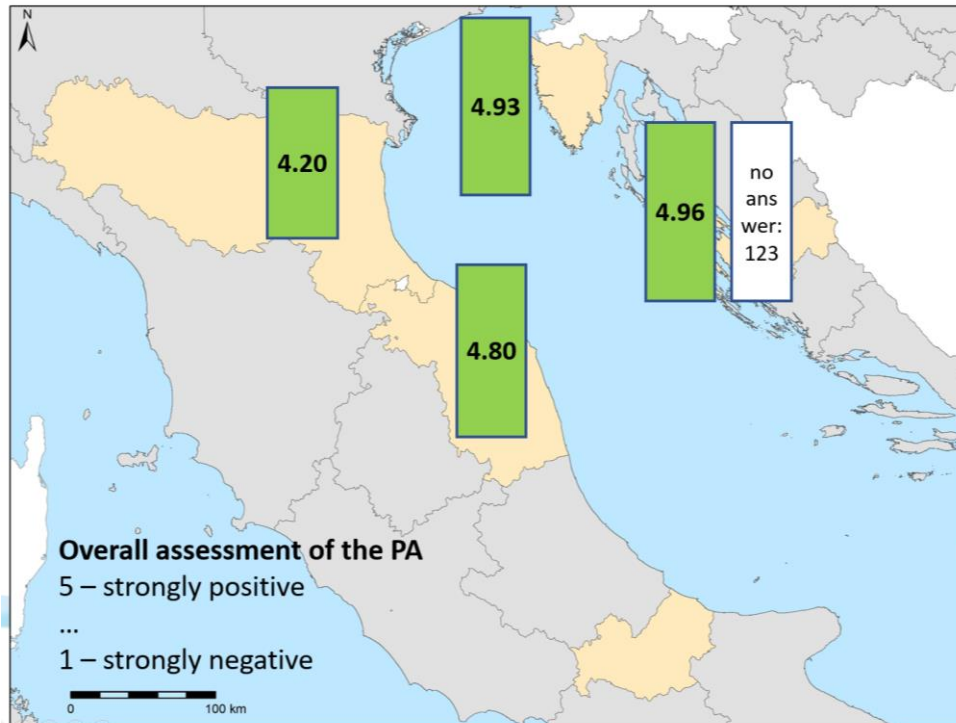 N
4.93
4.20
4.96
no
ans
wer:
123
4.80
Overall assessment of the PA
5 – strongly positive
...
1 – strongly negative
0 100 km